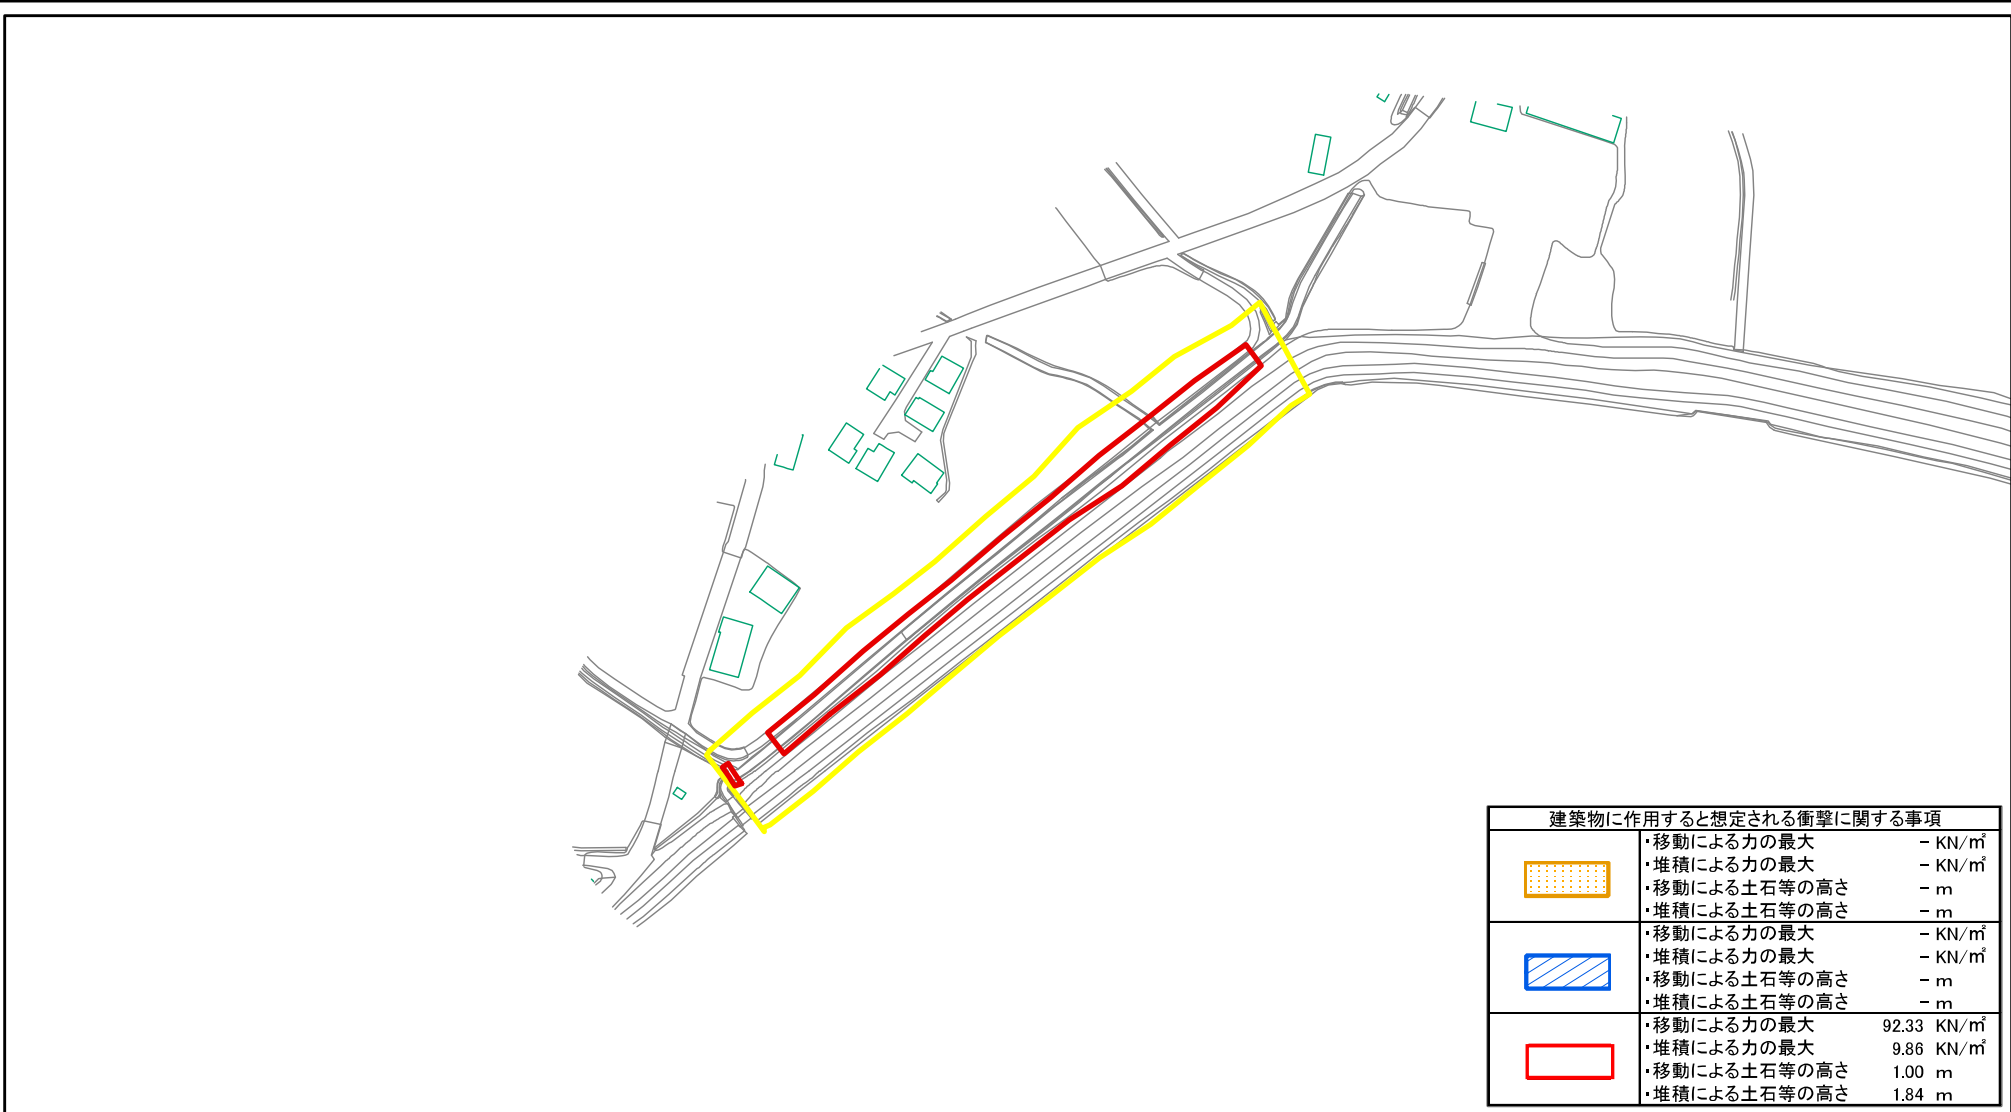 建築物に作用すると想定される衝撃に関する事項
・移動による力の最大 － KN/㎡
・堆積による力の最大 － KN/㎡
・移動による土石等の高さ － m
・堆積による土石等の高さ － m
・移動による力の最大 － KN/㎡
・堆積による力の最大 － KN/㎡
・移動による土石等の高さ － m
・堆積による土石等の高さ － m
・移動による力の最大 92.33 KN/㎡
・堆積による力の最大 9.86 KN/㎡
・移動による土石等の高さ 1.00 m
・堆積による土石等の高さ 1.84 m